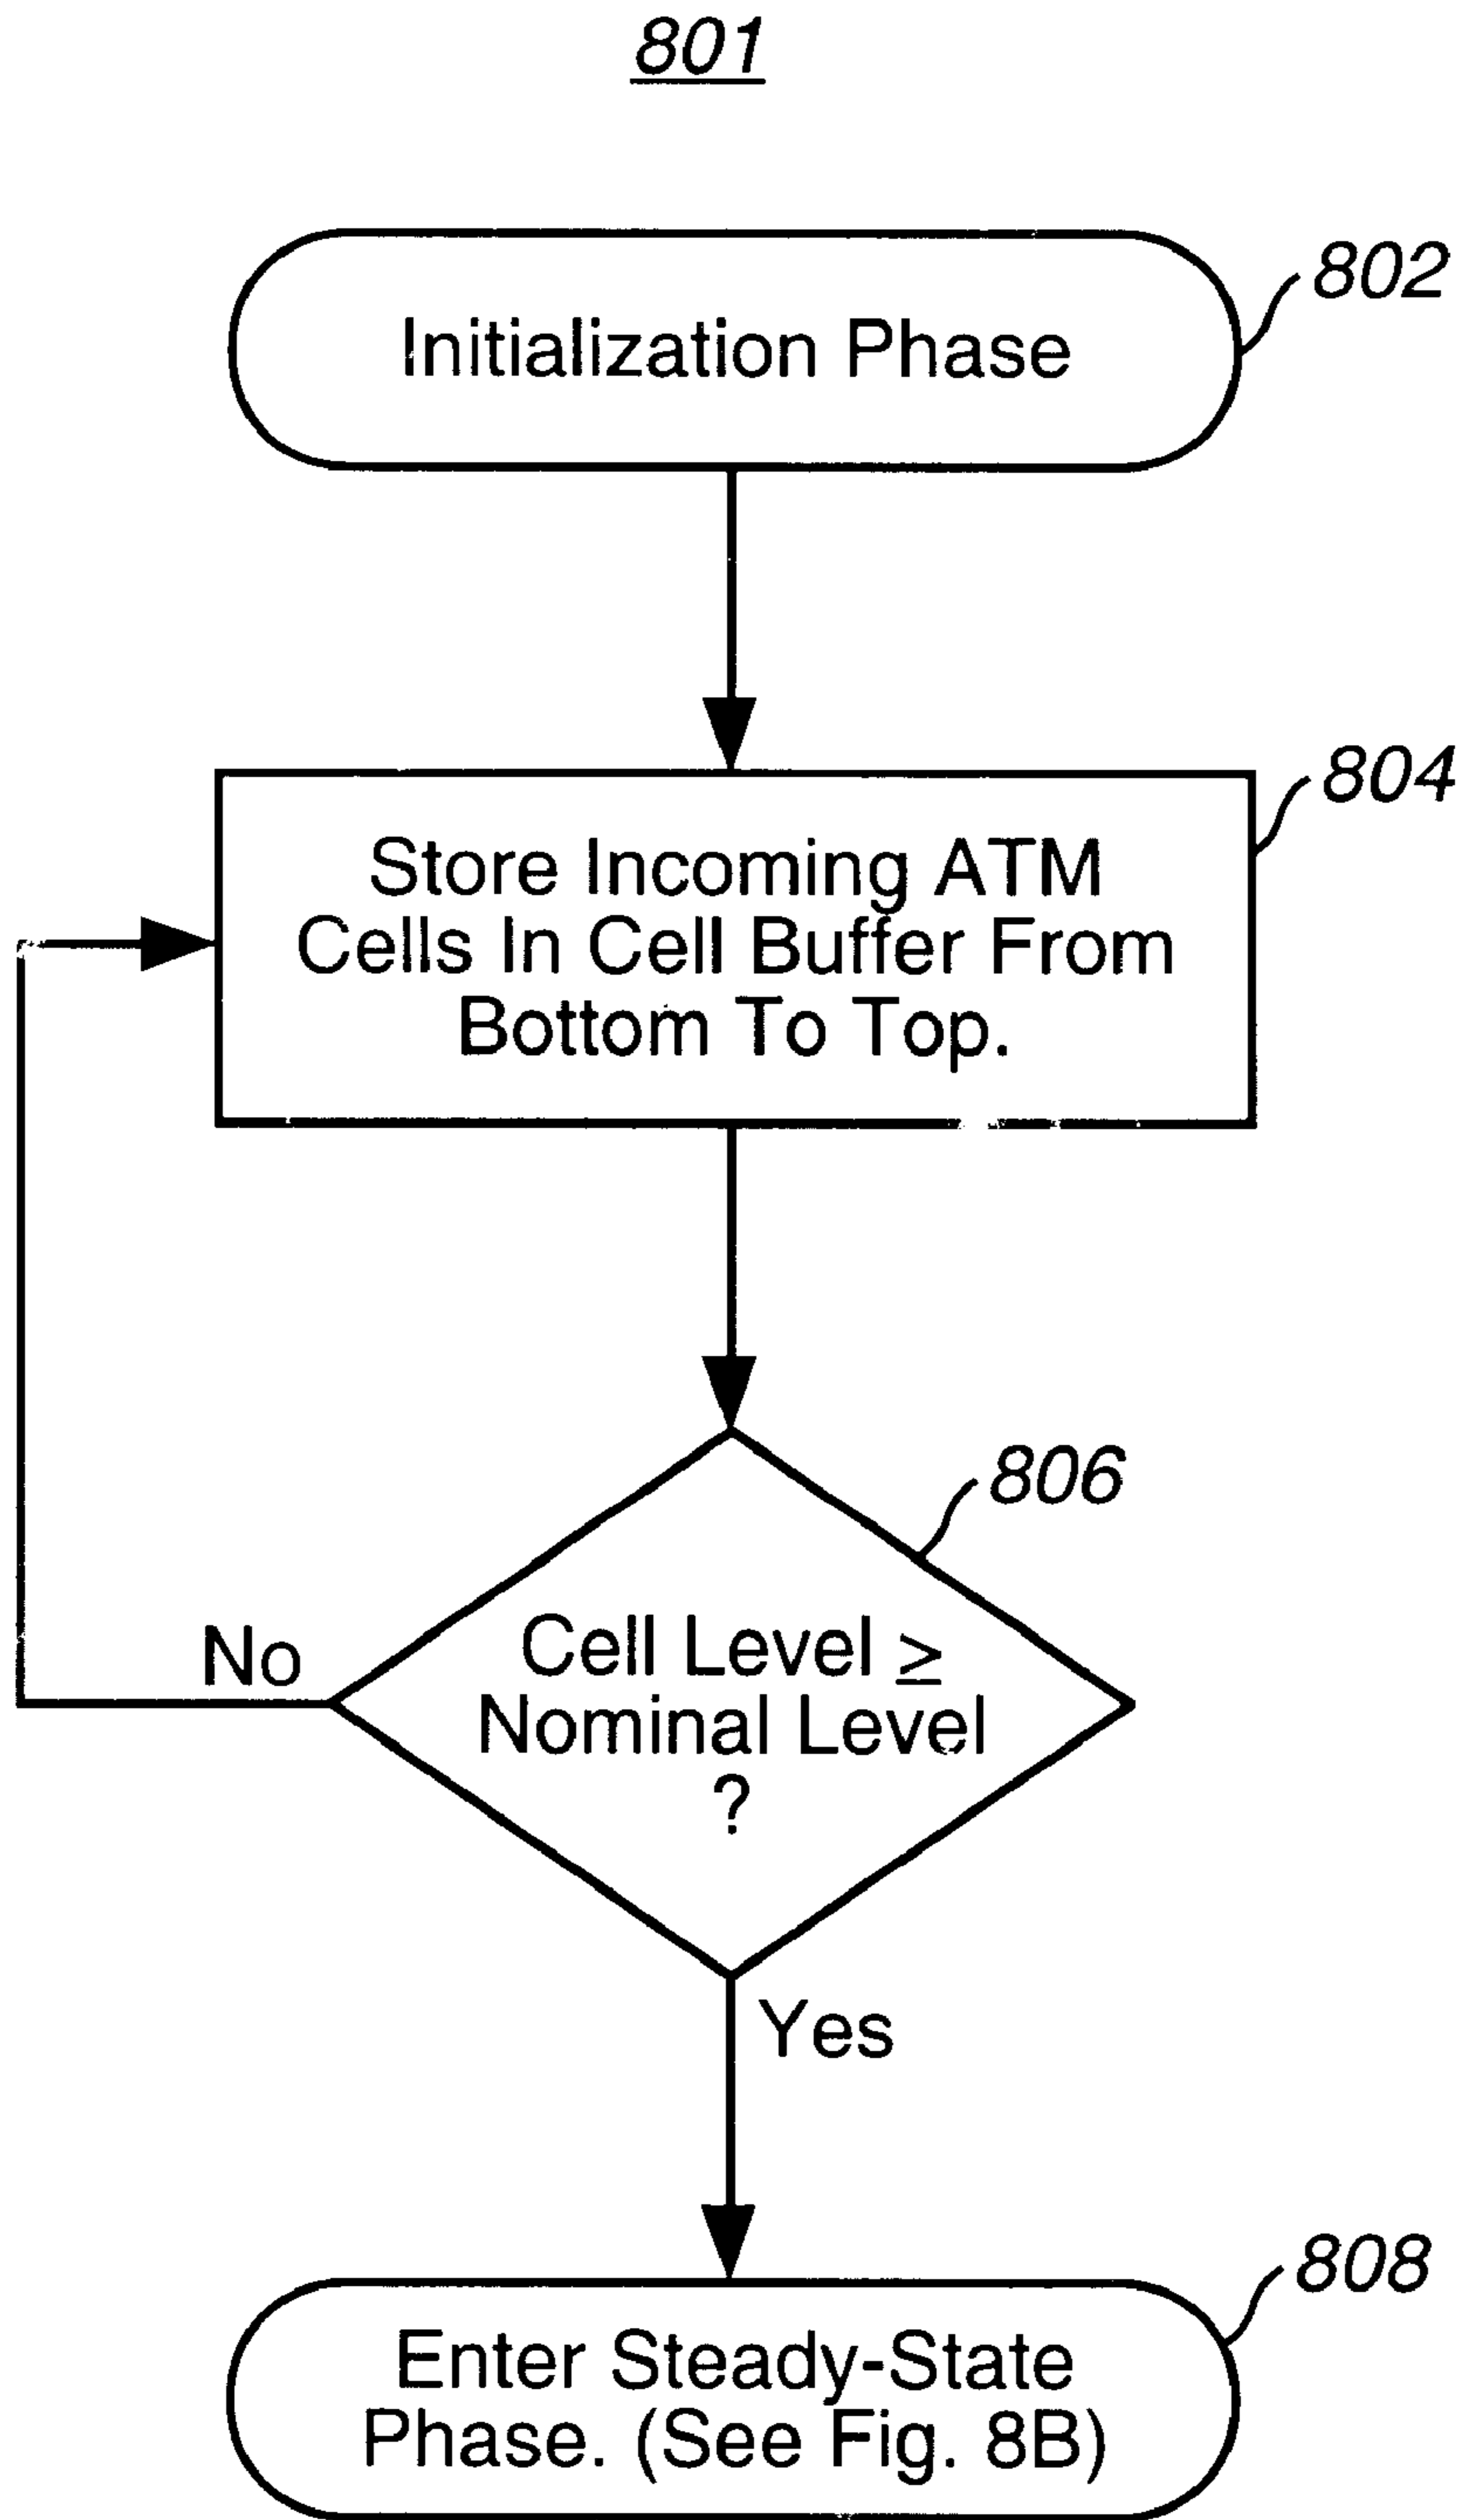 801
802
Initialization Phase
804
Store Incoming ATM
Cells In Cell Buffer From
Bottom To Top.
806
No
Cell Level ≥
Nominal Level
?
Yes
808
Enter Steady-State
Phase. (See Fig. 8B)